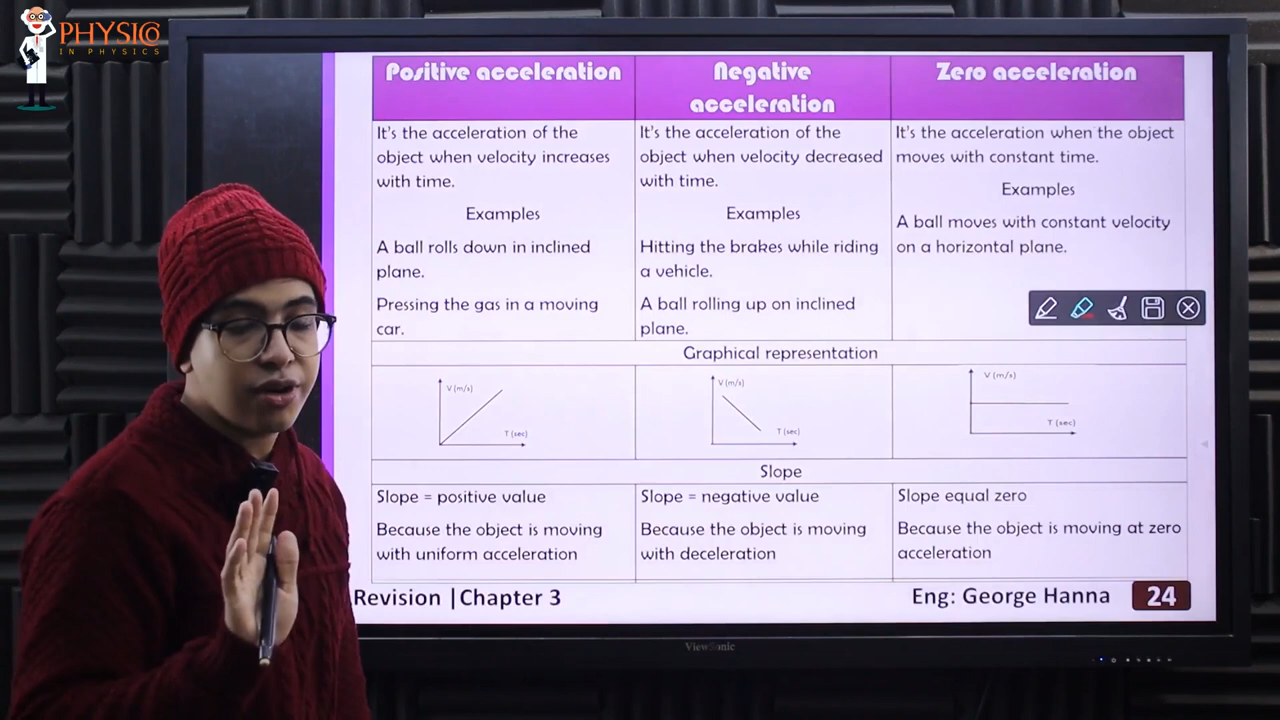 PHYSICO
IN PHYSICS
Positive acceleration
Negative
acceleration
Zero acceleration
It's the acceleration of the
object when velocity increases
with time.
Examples
A ball rolls down in inclined
plane.
Pressing the gas in a moving
car.
It's the acceleration of the
object when velocity decreased
with time.
Examples
Hitting the brakes while riding
a vehicle.
A ball rolling up on inclined
plane.
It's the acceleration when the object
moves with constant time.
Examples
A ball moves with constant velocity
on a horizontal plane.
Graphical representation
V (m/s)
T (sec)
V (m/s)
T (sec)
V (m/s)
T (sec)
Slope
Slope = positive value
Because the object is moving
with uniform acceleration
Slope = negative value
Because the object is moving
with deceleration
Slope equal zero
Because the object is moving at zero
acceleration
Revision |Chapter 3
Eng: George Hanna
24
ViewSonic